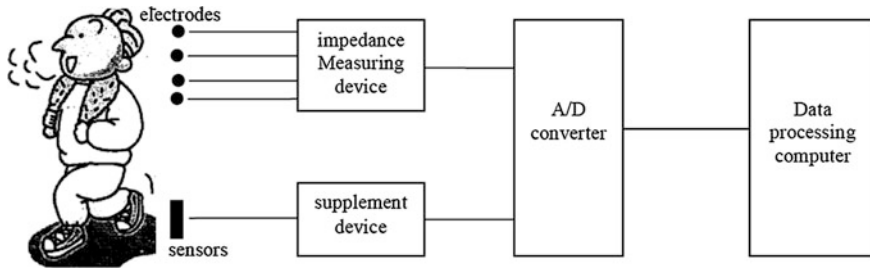 electrodes
impedance
Measuring
device
A/D
converter
Data
processing
computer
supplement
device
sensors